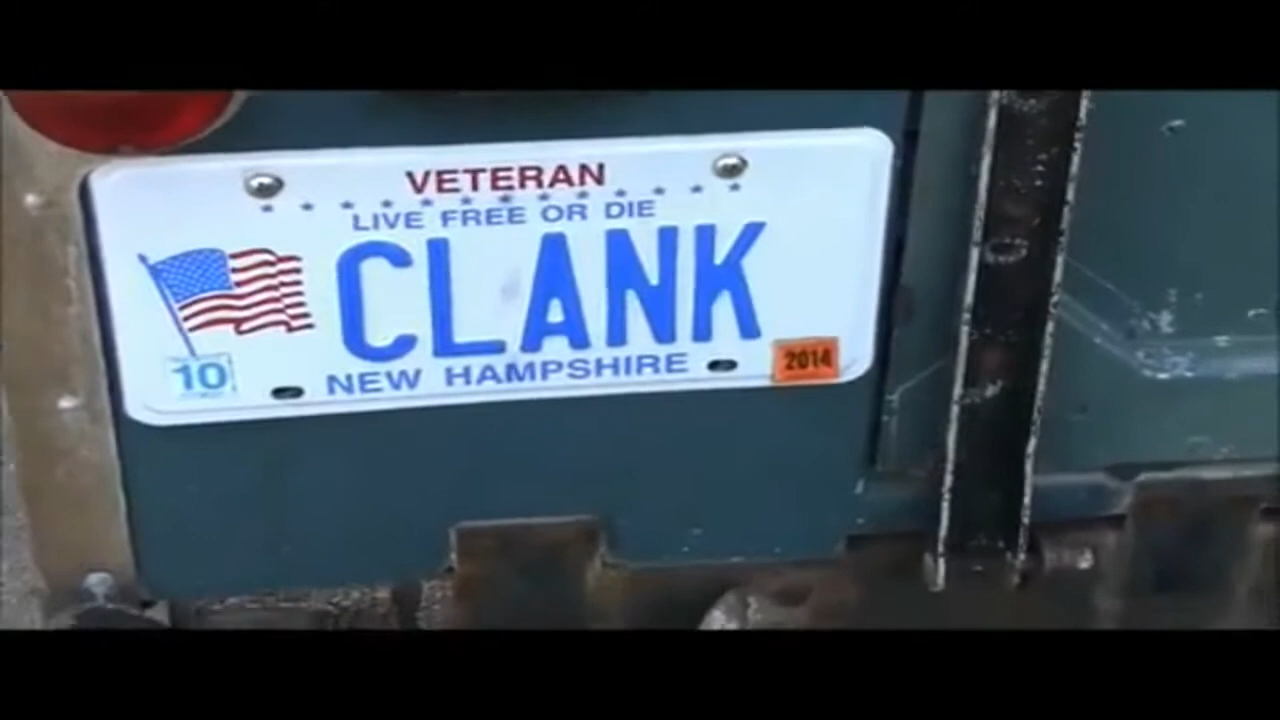 VETERAN
LIVE FREE OR DIE
CLANK
10
NEW HAMPSHIRE
2014